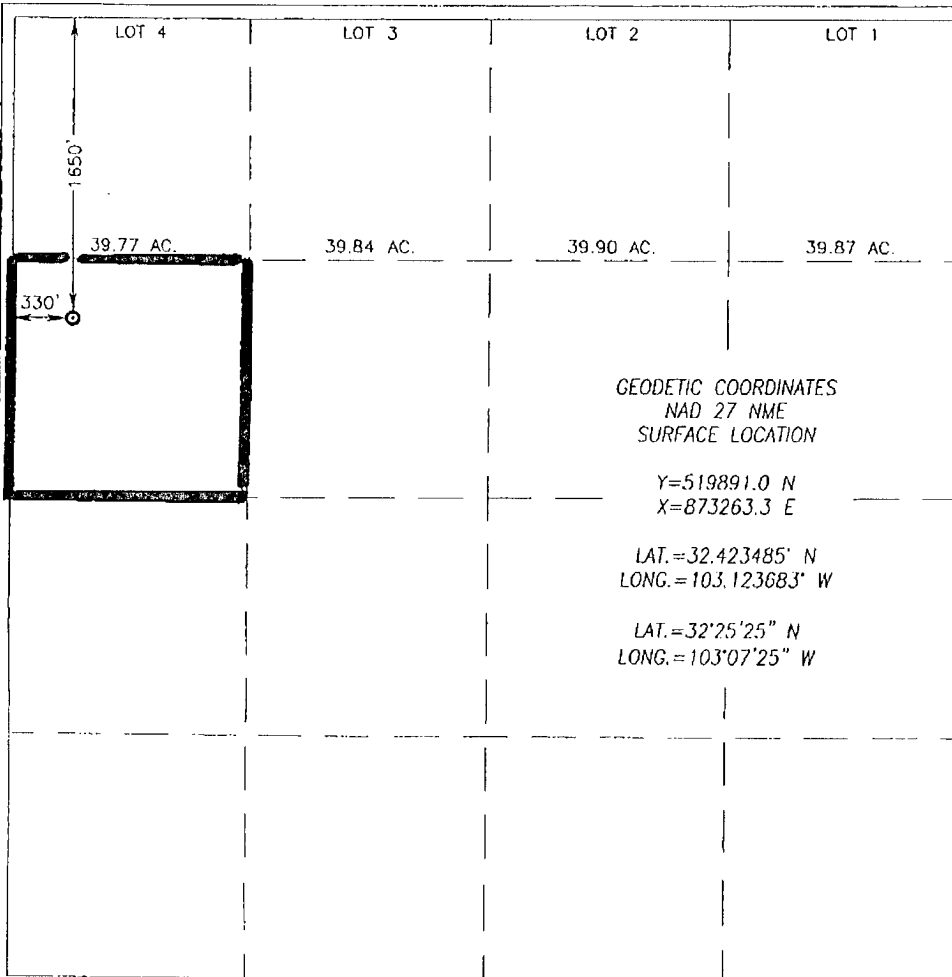 LOT 4 LOT 3 LOT 2 LOT 1
1650'
39.77 AC. 39.84 AC. 39.90 AC. 39.87 AC.
330'
GEODETIC COORDINATES
NAD 27 NME
SURFACE LOCATION
Y=519891.0 N
X=873263.3 E
LAT.=32.423485° N
LONG.=103.123683° W
LAT.=32°25'25" N
LONG.=103°07'25" W